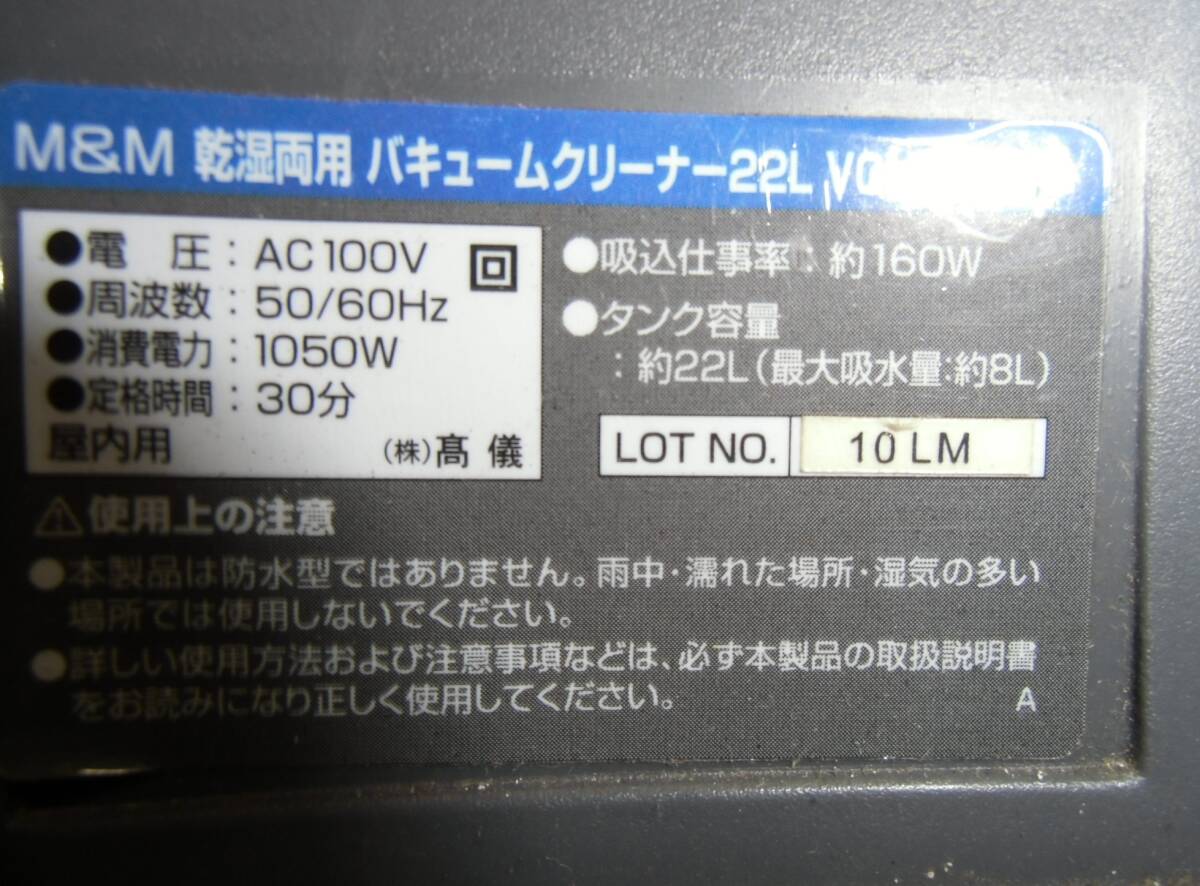 M&M 乾湿両用 バキュームクリーナー22L
●電　圧：AC100V
●周波数：50/60Hz
●消費電力：1050W
●定格時間：30分
屋内用 (株)髙儀
●吸込仕事率：約160W
●タンク容量
：約22L(最大吸水量:約8L)
LOT NO. 10 LM
⚠使用上の注意
●本製品は防水型ではありません。雨中・濡れた場所・湿気の多い
場所では使用しないでください。
●詳しい使用方法および注意事項などは、必ず本製品の取扱説明書
をお読みになり正しく使用してください。 A